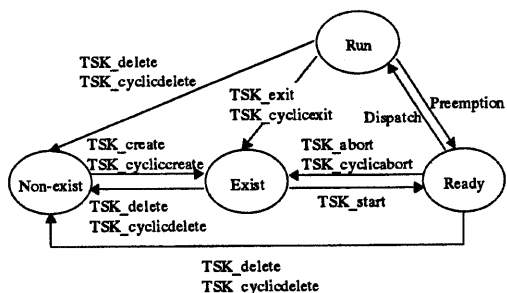 Run
TSK_delete
TSK_cyclicdelete
TSK_exit
TSK_cyclicexit
Dispatch
Preemption
TSK_create
TSK_cycliccreate
TSK_abort
TSK_cyclicabort
Non-exist
Exist
Ready
TSK_delete
TSK_cyclicdelete
TSK_start
TSK_delete
TSK_cyclicdelete